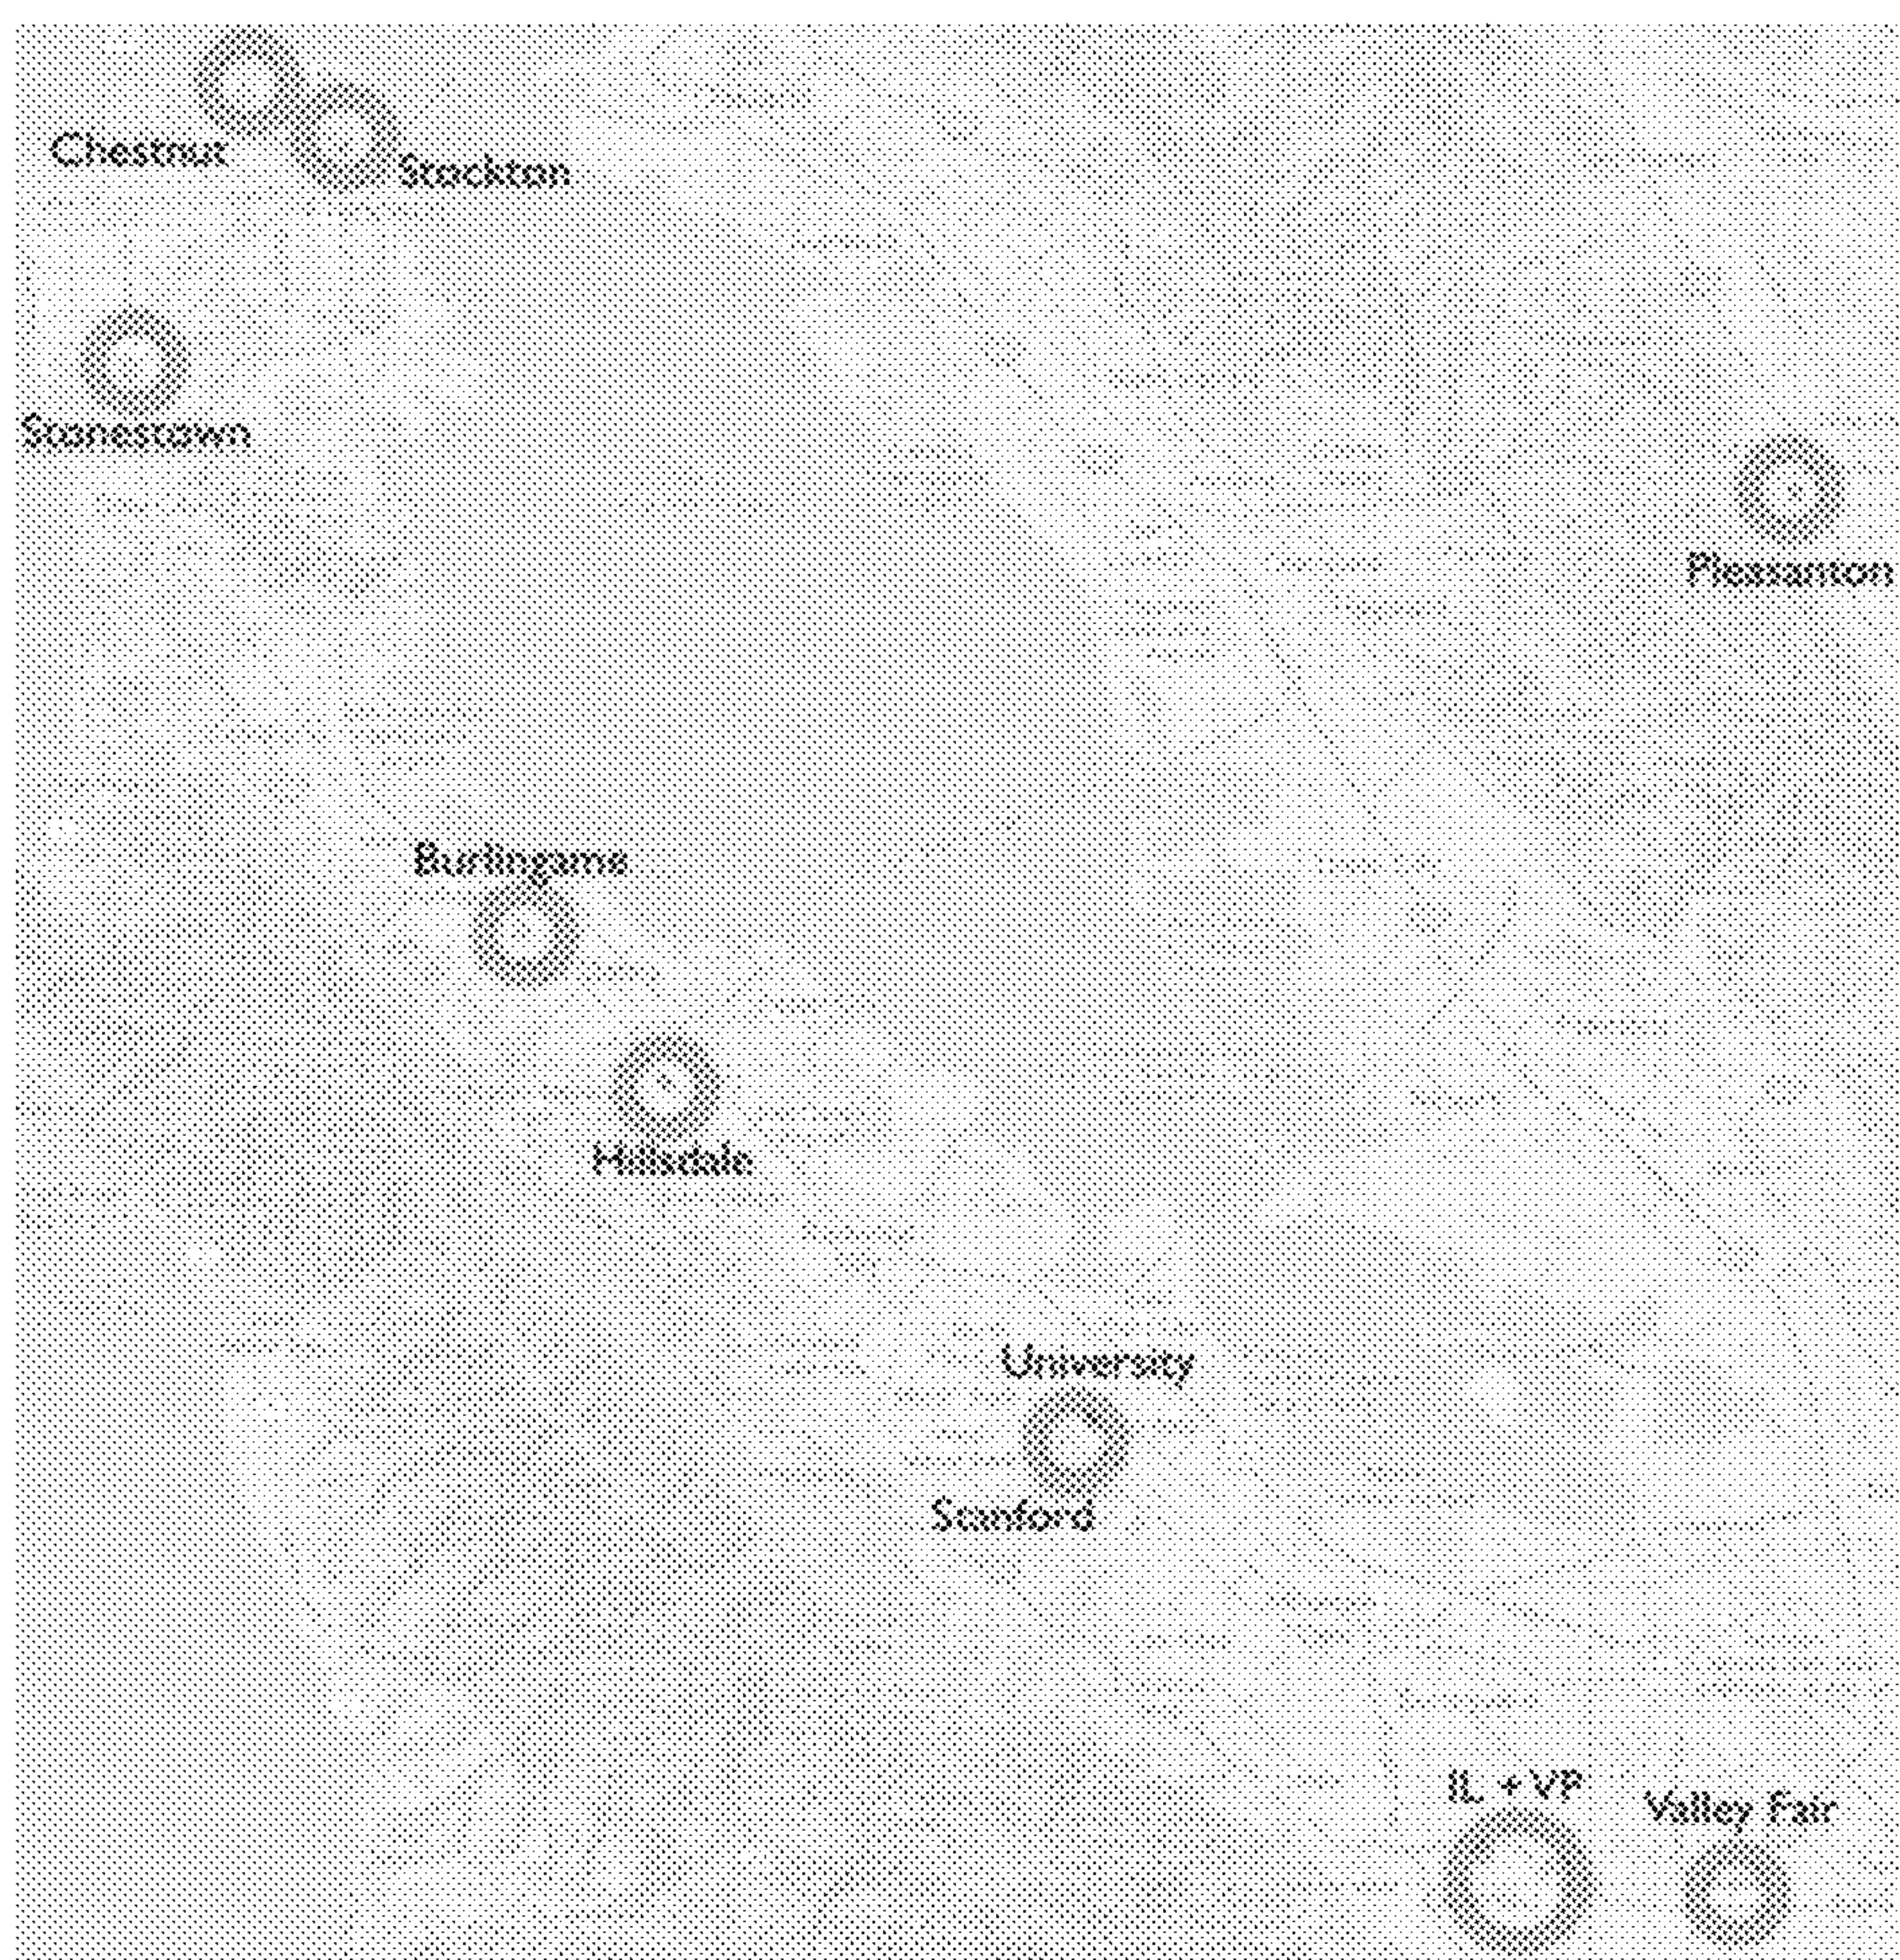 Chestnut
Stockton
Stonestown
Pleasanton
Burlingame
Hillsdale
University
Stanford
IL + VP
Valley Fair